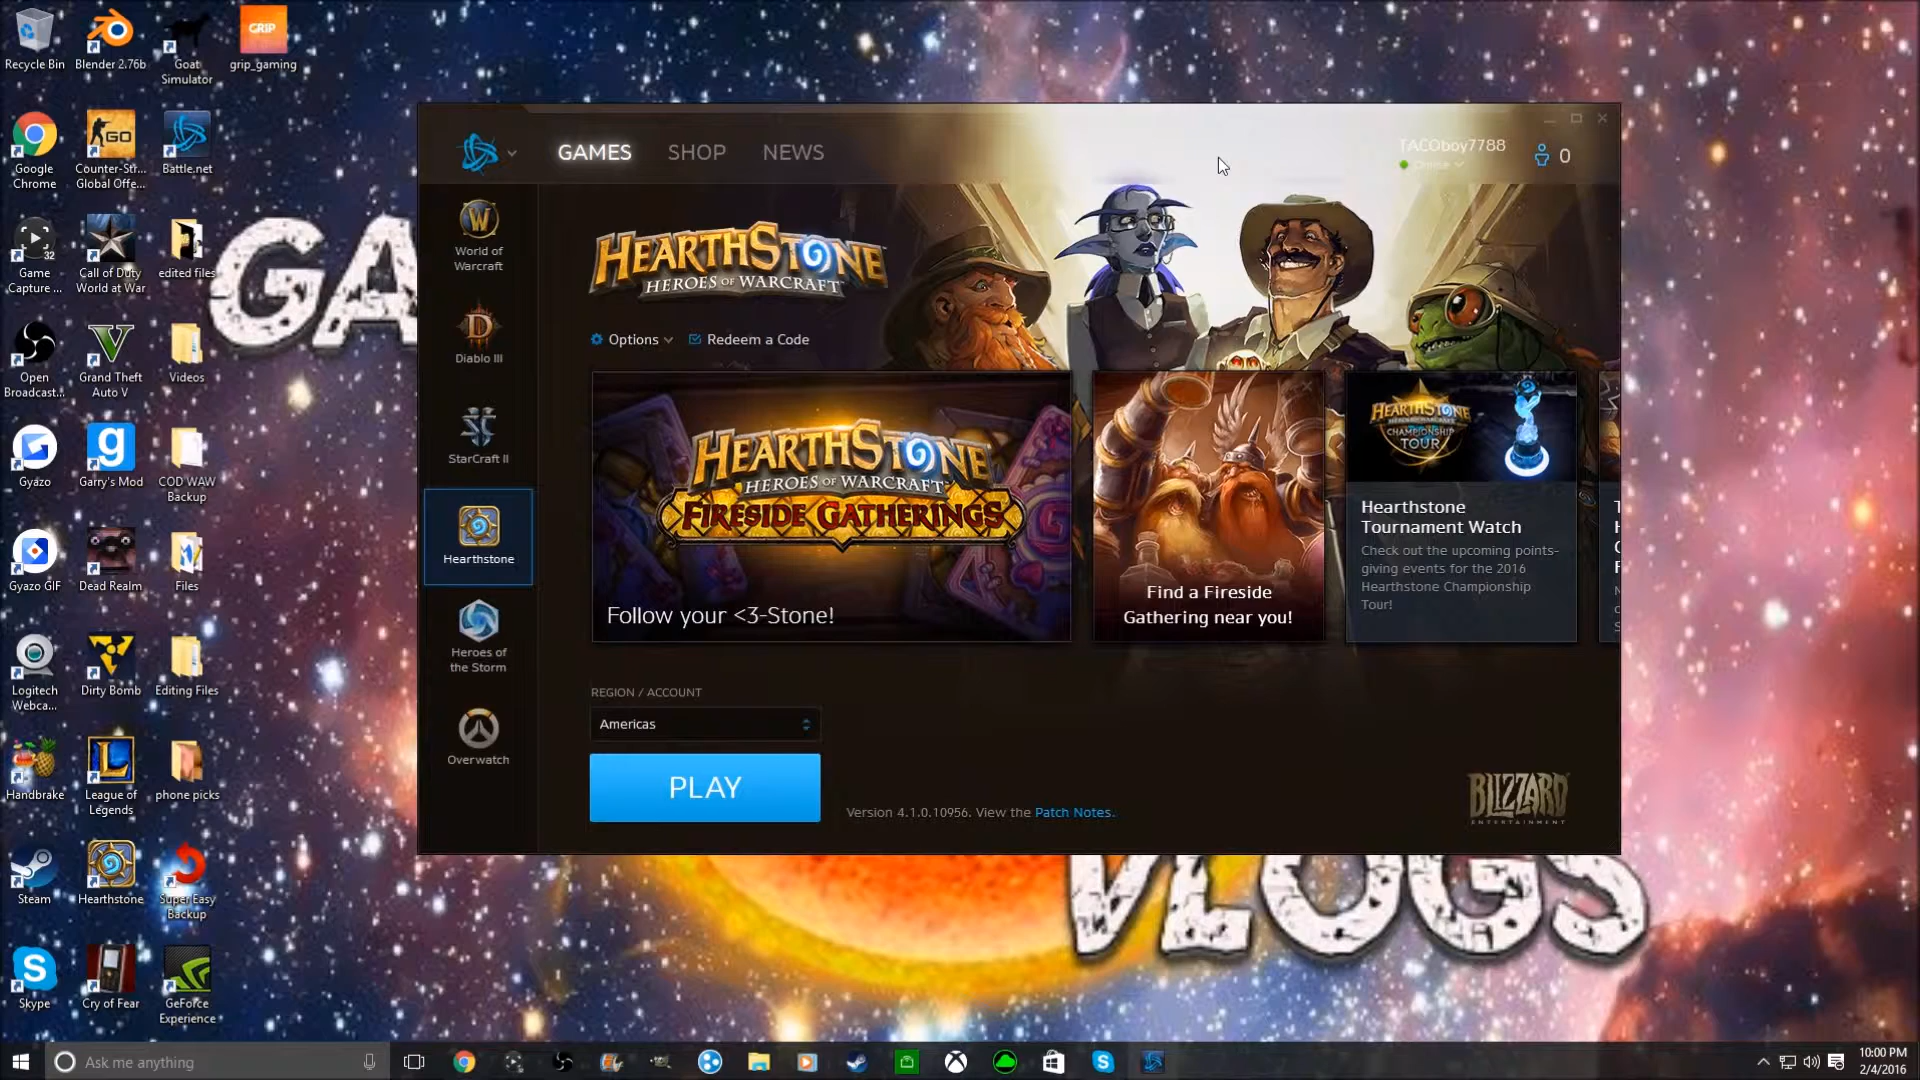 Recycle Bin
Blender 2.76b
Goat
Simulator
GRIP
grip_gaming
Google
Chrome
GO
Counter-Str...
Global Offe...
Battle.net
32
Game
Capture ...
Call of Duty
World at War
edited files
Open
Broadcast...
Grand Theft
Auto V
Videos
Gyazo
g
Garry's Mod
COD WAW
Backup
Gyazo GIF
Dead Realm
Files
Logitech
Webca...
Dirty Bomb
Editing Files
Handbrake
League of
Legends
phone picks
Steam
Hearthstone
Super Easy
Backup
Skype
Cry of Fear
GeForce
Experience
GA
VLOGS
GAMES
SHOP
NEWS
TACOboy7788
Online
0
World of
Warcraft
Diablo III
StarCraft II
Hearthstone
Heroes of
the Storm
Overwatch
HEARTHSTONE
HEROES OF WARCRAFT
Options
Redeem a Code
HEARTHSTONE
HEROES OF WARCRAFT
FIRESIDE GATHERINGS
Follow your <3-Stone!
Find a Fireside
Gathering near you!
HEARTHSTONE
CHAMPIONSHIP
TOUR
Hearthstone
Tournament Watch
Check out the upcoming points-
giving events for the 2016
Hearthstone Championship
Tour!
REGION / ACCOUNT
Americas
PLAY
Version 4.1.0.10956. View the Patch Notes.
BLIZZARD
ENTERTAINMENT
Ask me anything
10:00 PM
2/4/2016